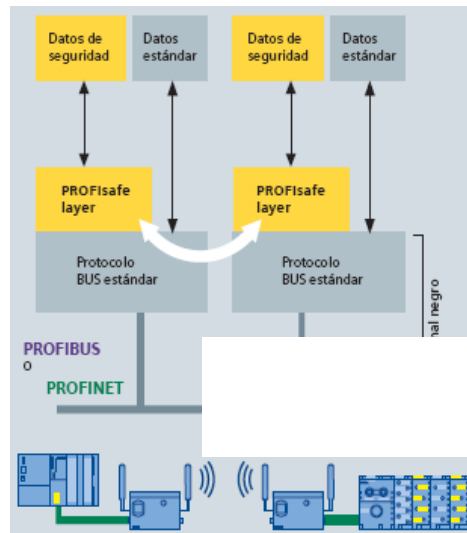 Datos de
seguridad
Datos
estándar
Datos de
seguridad
Datos
estándar
PROFIsafe
layer
PROFIsafe
layer
Protocolo
BUS estándar
Protocolo
BUS estándar
negro
PROFIBUS
o
PROFINET